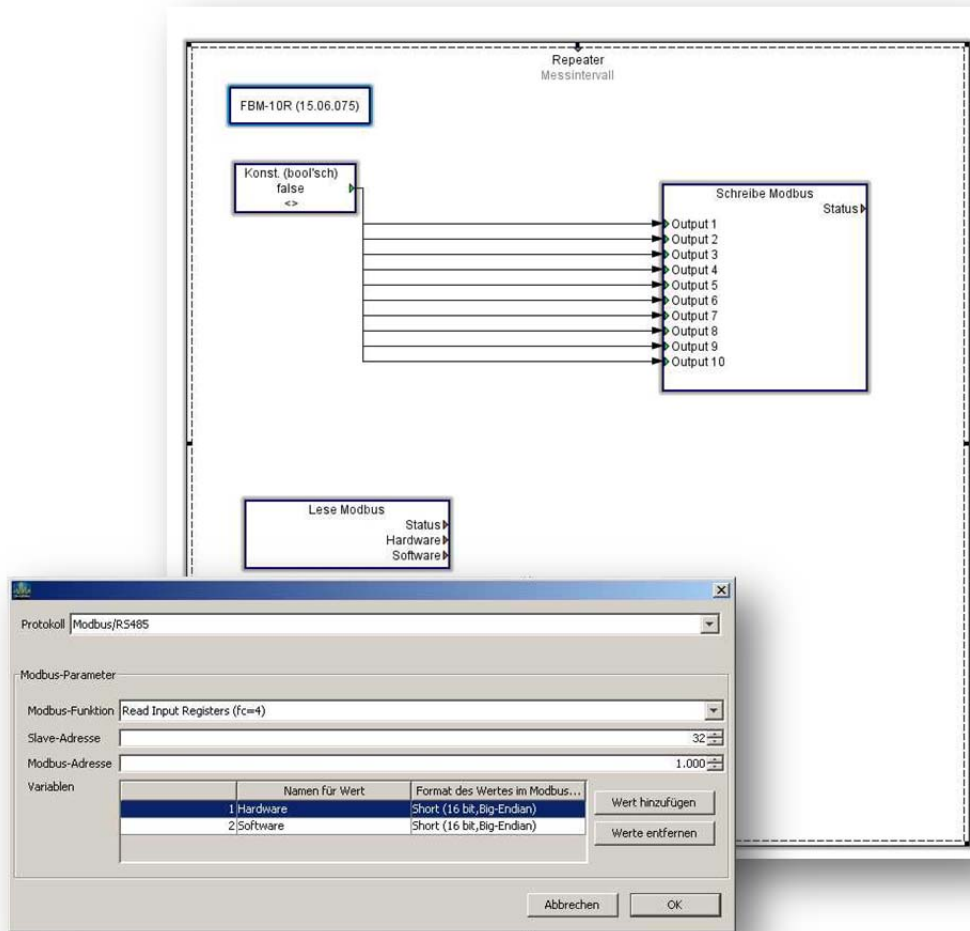 Repeater
Messintervall
FBM-10R (15.06.075)
Konst. (bool'sch)
false
<>
Schreibe Modbus
Status
Output 1
Output 2
Output 3
Output 4
Output 5
Output 6
Output 7
Output 8
Output 9
Output 10
Lese Modbus
Status
Hardware
Software
Protokoll Modbus/RS485
Modbus-Parameter
Modbus-Funktion Read Input Registers (fc=4)
Slave-Adresse 32
Modbus-Adresse 1.000
Variablen
Namen für Wert Format des Wertes im Modbus...
1 Hardware Short (16 bit,Big-Endian)
2 Software Short (16 bit,Big-Endian)
Wert hinzufügen
Werte entfernen
Abbrechen OK